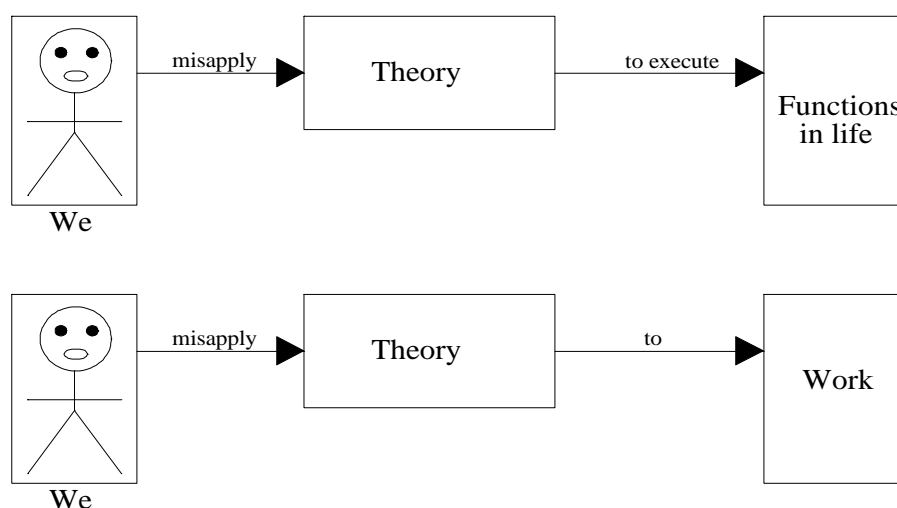 misapply
Theory
to execute
Functions
in life
We
misapply
Theory
to
Work
We